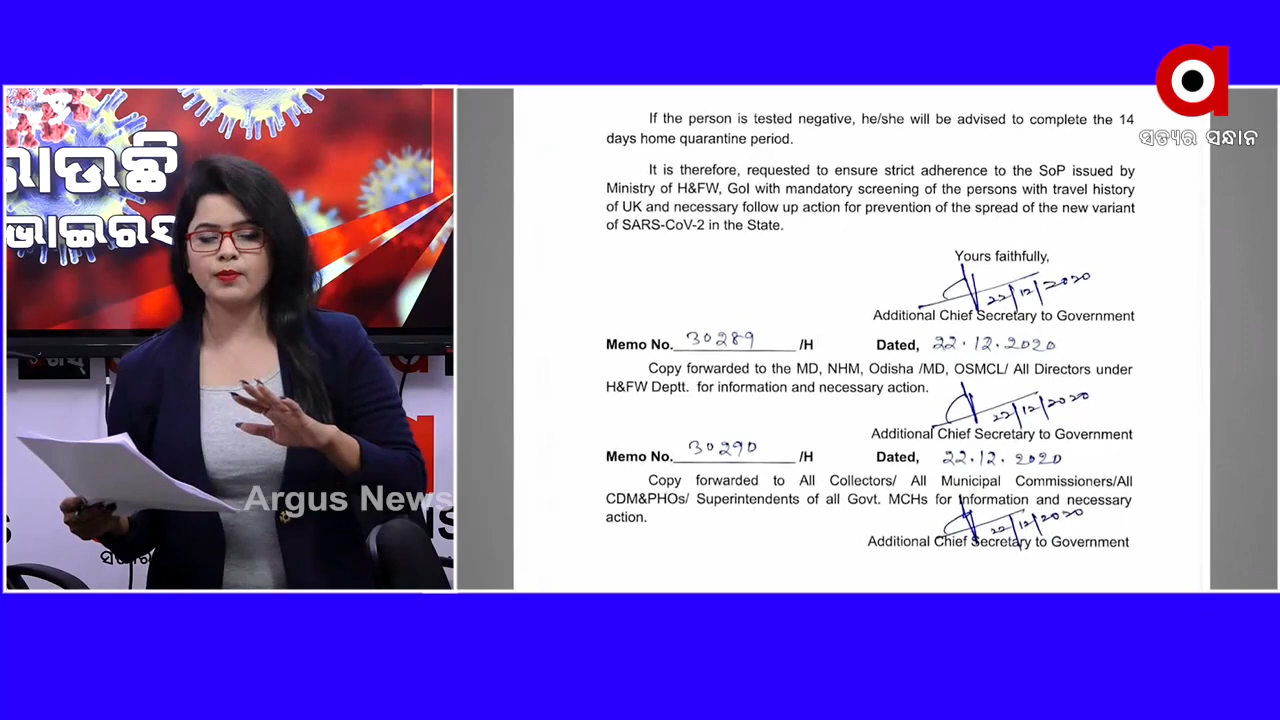 ସତ୍ୟର ସନ୍ଧାନ
ଭାଇରସ
Argus News
If the person is tested negative, he/she will be advised to complete the 14
days home quarantine period.
It is therefore, requested to ensure strict adherence to the SoP issued by
Ministry of H&FW, GoI with mandatory screening of the persons with travel history
of UK and necessary follow up action for prevention of the spread of the new variant
of SARS-CoV-2 in the State.
Yours faithfully,
22/12/2020
Additional Chief Secretary to Government
Memo No. 30289 /H Dated, 22.12.2020
Copy forwarded to the MD, NHM, Odisha /MD, OSMCL/ All Directors under
H&FW Deptt. for information and necessary action.
22/12/2020
Additional Chief Secretary to Government
Memo No. 30290 /H Dated, 22.12.2020
Copy forwarded to All Collectors/ All Municipal Commissioners/All
CDM&PHOs/ Superintendents of all Govt. MCHs for Information and necessary
action.
22/12/2020
Additional Chief Secretary to Government